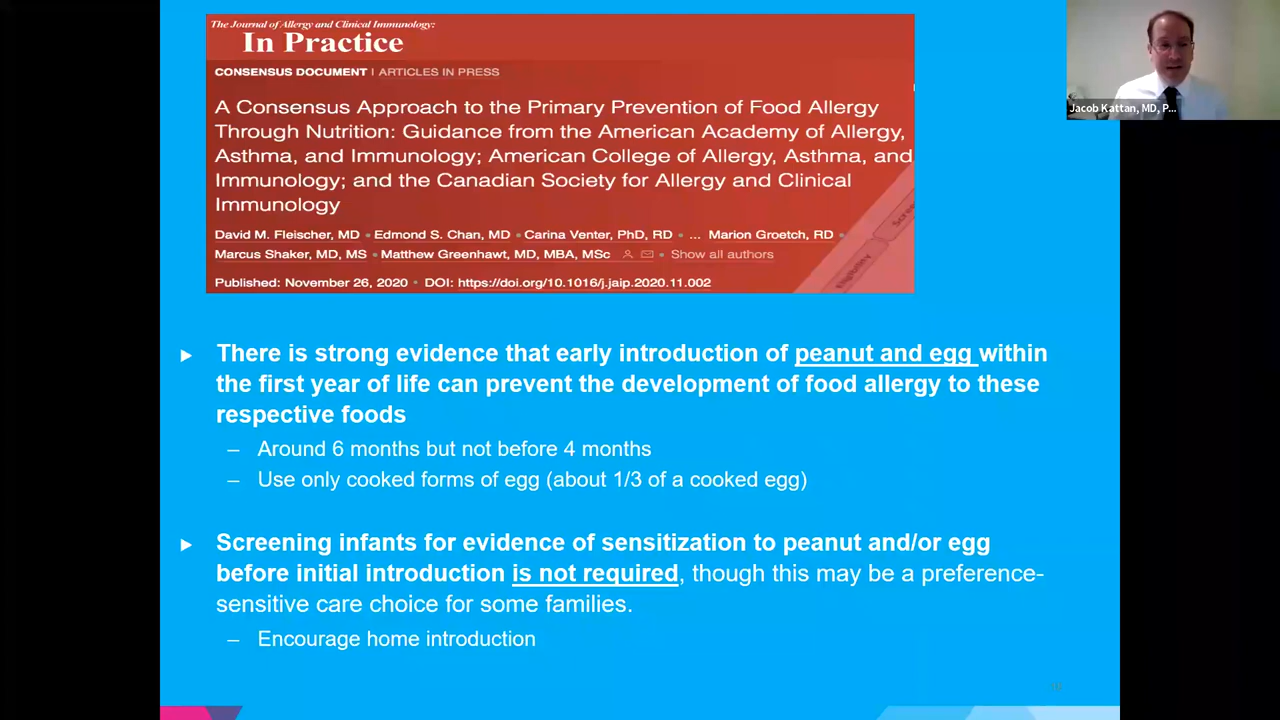 The Journal of Allergy and Clinical Immunology:
In Practice
CONSENSUS DOCUMENT | ARTICLES IN PRESS
A Consensus Approach to the Primary Prevention of Food Allergy
Through Nutrition: Guidance from the American Academy of Allergy,
Asthma, and Immunology; American College of Allergy, Asthma, and
Immunology; and the Canadian Society for Allergy and Clinical
Immunology
David M. Fleischer, MD • Edmond S. Chan, MD • Carina Venter, PhD, RD • ... Marion Groetch, RD •
Marcus Shaker, MD, MS • Matthew Greenhawt, MD, MBA, MSc • Show all authors
Published: November 26, 2020 • DOI: https://doi.org/10.1016/j.jaip.2020.11.002
Eligibility
Jacob Kattan, MD, P...
There is strong evidence that early introduction of peanut and egg within
the first year of life can prevent the development of food allergy to these
respective foods
– Around 6 months but not before 4 months
– Use only cooked forms of egg (about 1/3 of a cooked egg)
Screening infants for evidence of sensitization to peanut and/or egg
before initial introduction is not required, though this may be a preference-
sensitive care choice for some families.
– Encourage home introduction